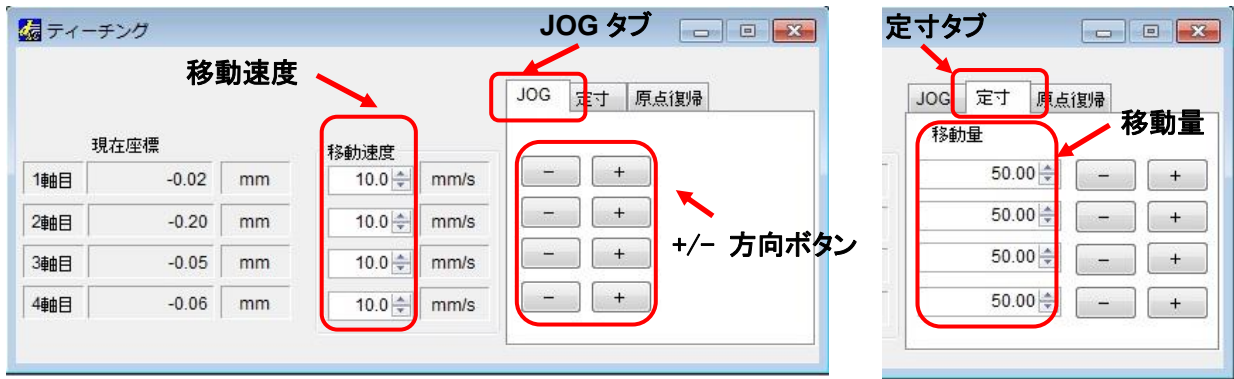 ティーチング
JOG タブ
移動速度
JOG 定寸 原点復帰
現在座標
移動速度
1軸目 -0.02 mm 10.0 mm/s - +
2軸目 -0.20 mm 10.0 mm/s - +
3軸目 -0.05 mm 10.0 mm/s - +
4軸目 -0.06 mm 10.0 mm/s - +
+/- 方向ボタン
定寸タブ
JOG 定寸 原点復帰
移動量
移動量
50.00 - +
50.00 - +
50.00 - +
50.00 - +